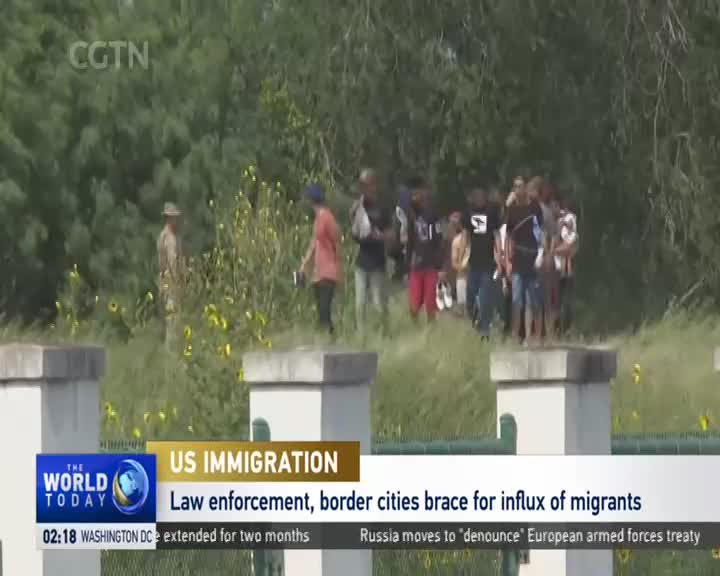 CGTN
US IMMIGRATION
THE
WORLD
TODAY
Law enforcement, border cities brace for influx of migrants
02:18 WASHINGTON DC
e extended for two months Russia moves to "denounce" European armed forces treaty